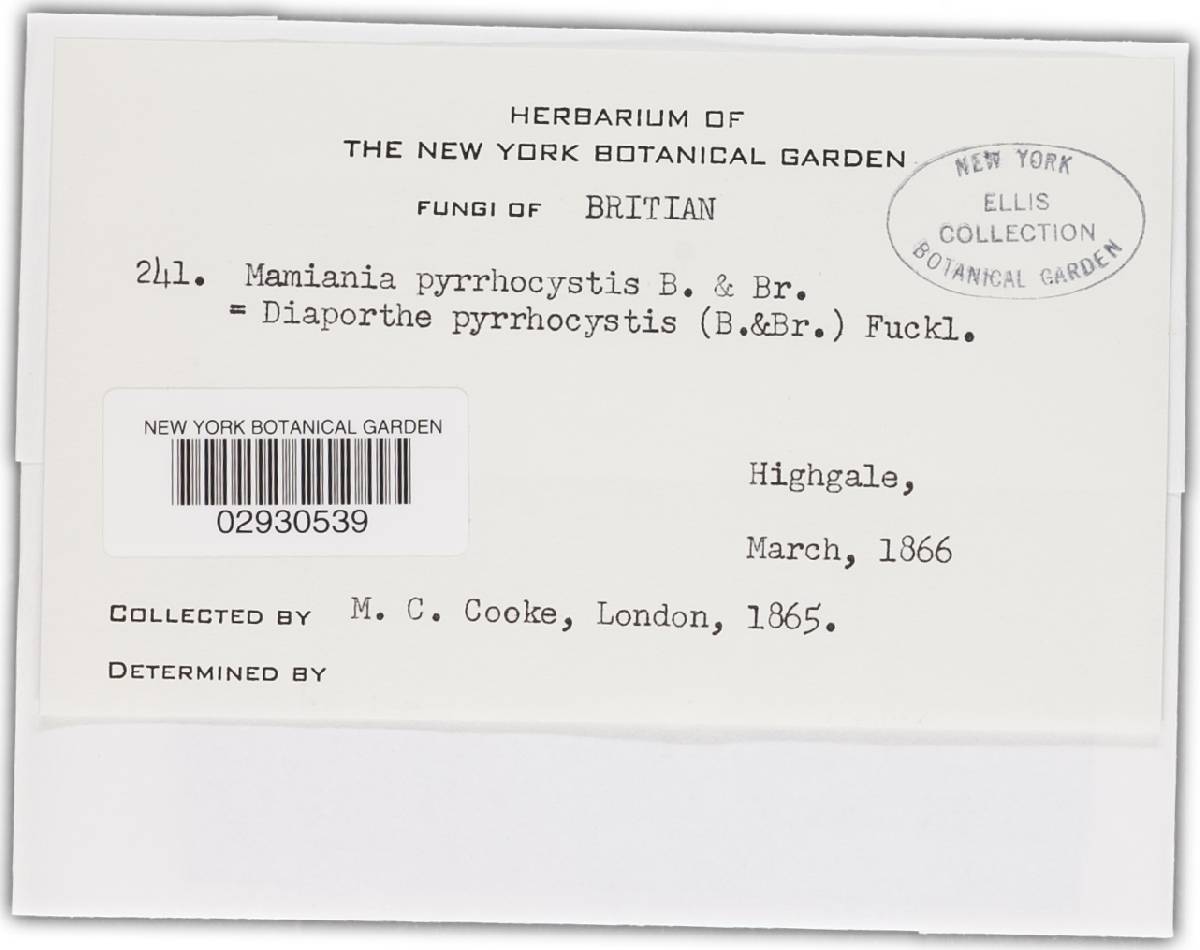 HERBARIUM OF
THE NEW YORK BOTANICAL GARDEN
FUNGI OF BRITIAN
NEW YORK
ELLIS
COLLECTION
BOTANICAL GARDEN
241. Mamiania pyrrhocystis B. & Br.
= Diaporthe pyrrhocystis (B.&Br.) Fuckl.
NEW YORK BOTANICAL GARDEN
02930539
Highgale,
March, 1866
COLLECTED BY M. C. Cooke, London, 1865.
DETERMINED BY